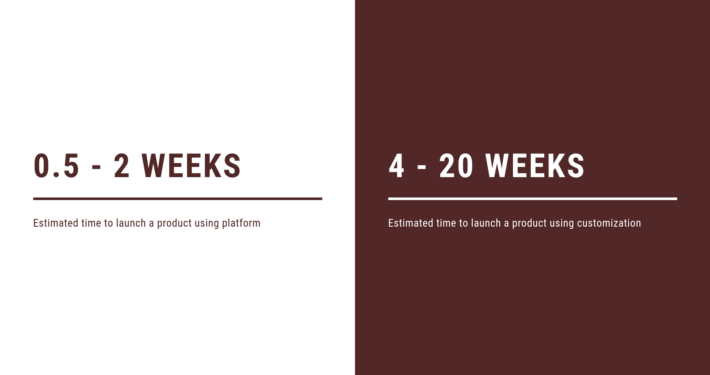 0.5 - 2 WEEKS
Estimated time to launch a product using platform
4 - 20 WEEKS
Estimated time to launch a product using customization